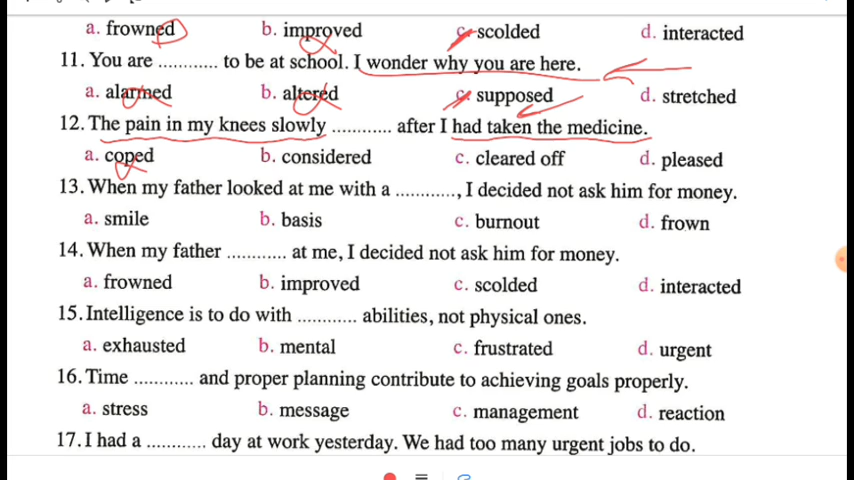 a. frowned b. improved c. scolded d. interacted
11. You are ............ to be at school. I wonder why you are here.
a. alarmed b. altered c. supposed d. stretched
12. The pain in my knees slowly ............ after I had taken the medicine.
a. coped b. considered c. cleared off d. pleased
13. When my father looked at me with a ............, I decided not ask him for money.
a. smile b. basis c. burnout d. frown
14. When my father ............ at me, I decided not ask him for money.
a. frowned b. improved c. scolded d. interacted
15. Intelligence is to do with ............ abilities, not physical ones.
a. exhausted b. mental c. frustrated d. urgent
16. Time ............ and proper planning contribute to achieving goals properly.
a. stress b. message c. management d. reaction
17. I had a ............ day at work yesterday. We had too many urgent jobs to do.